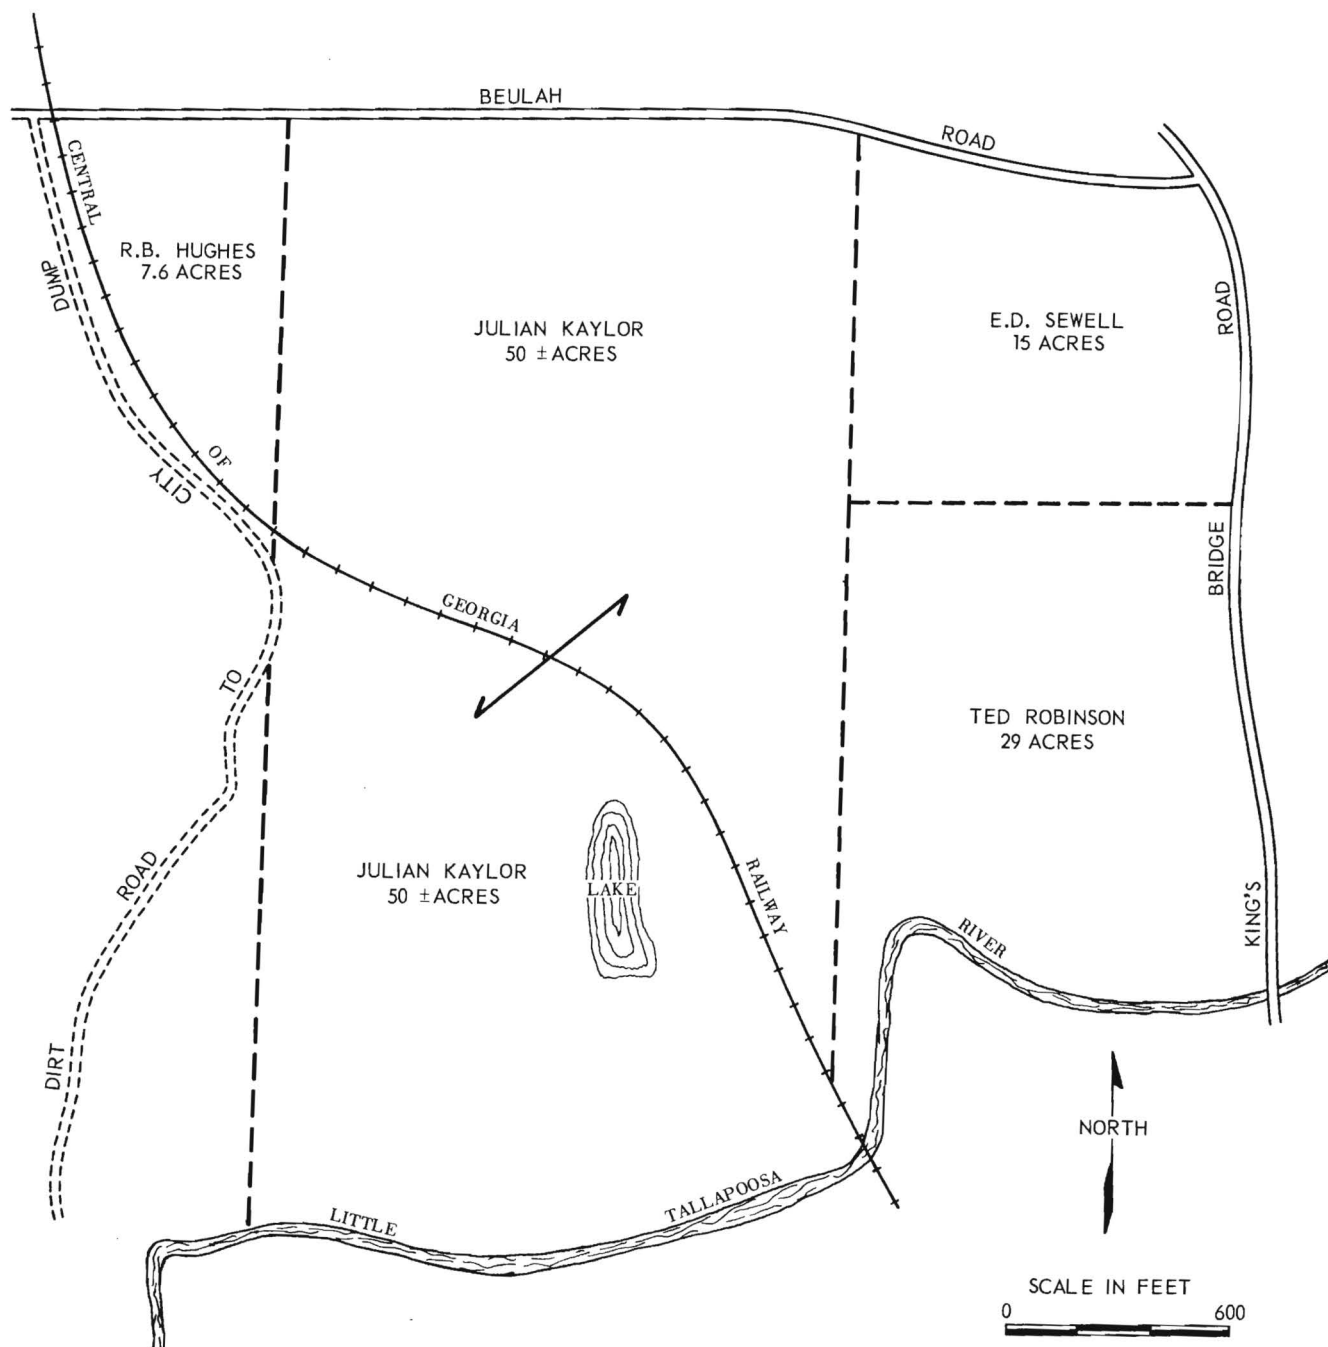 BEULAH
ROAD
CENTRAL
R.B. HUGHES
7.6 ACRES
DUMP
JULIAN KAYLOR
50 ± ACRES
E.D. SEWELL
15 ACRES
ROAD
OF
CITY
BRIDGE
GEORGIA
TO
TED ROBINSON
29 ACRES
ROAD
JULIAN KAYLOR
50 ± ACRES
LAKE
RAILWAY
KING'S
RIVER
DIRT
NORTH
LITTLE
TALLAPOOSA
SCALE IN FEET
0 600